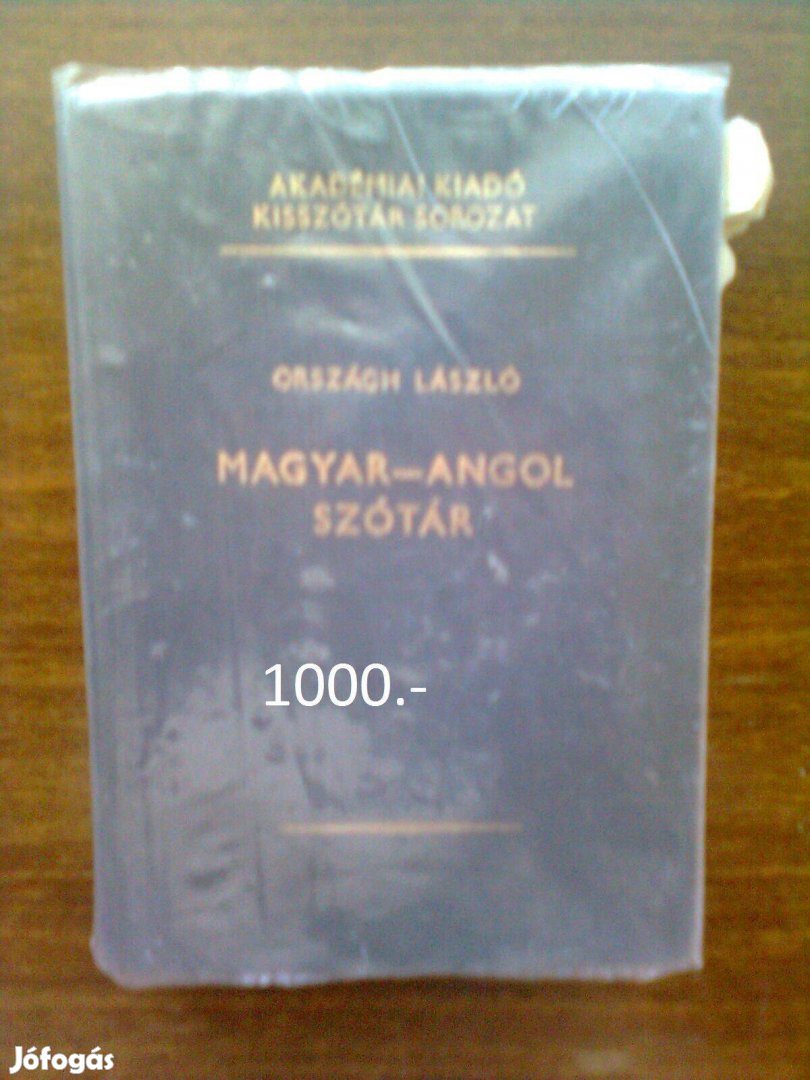 AKADÉMIAI KIADÓ
KISSZÓTÁR SOROZAT
ORSZÁGH LÁSZLÓ
MAGYAR—ANGOL
SZÓTÁR
1000.-
Jófogás